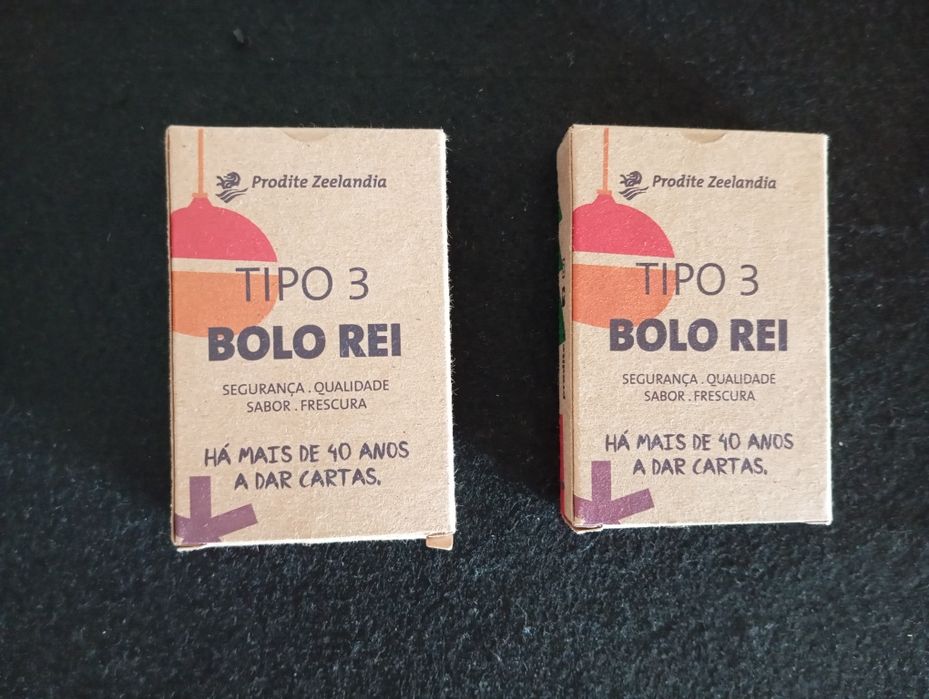 Prodite Zeelandia
TIPO 3
BOLO REI
SEGURANÇA . QUALIDADE
SABOR . FRESCURA
HÁ MAIS DE 40 ANOS
A DAR CARTAS.
Prodite Zeelandia
TIPO 3
BOLO REI
SEGURANÇA . QUALIDADE
SABOR . FRESCURA
HÁ MAIS DE 40 ANOS
A DAR CARTAS.